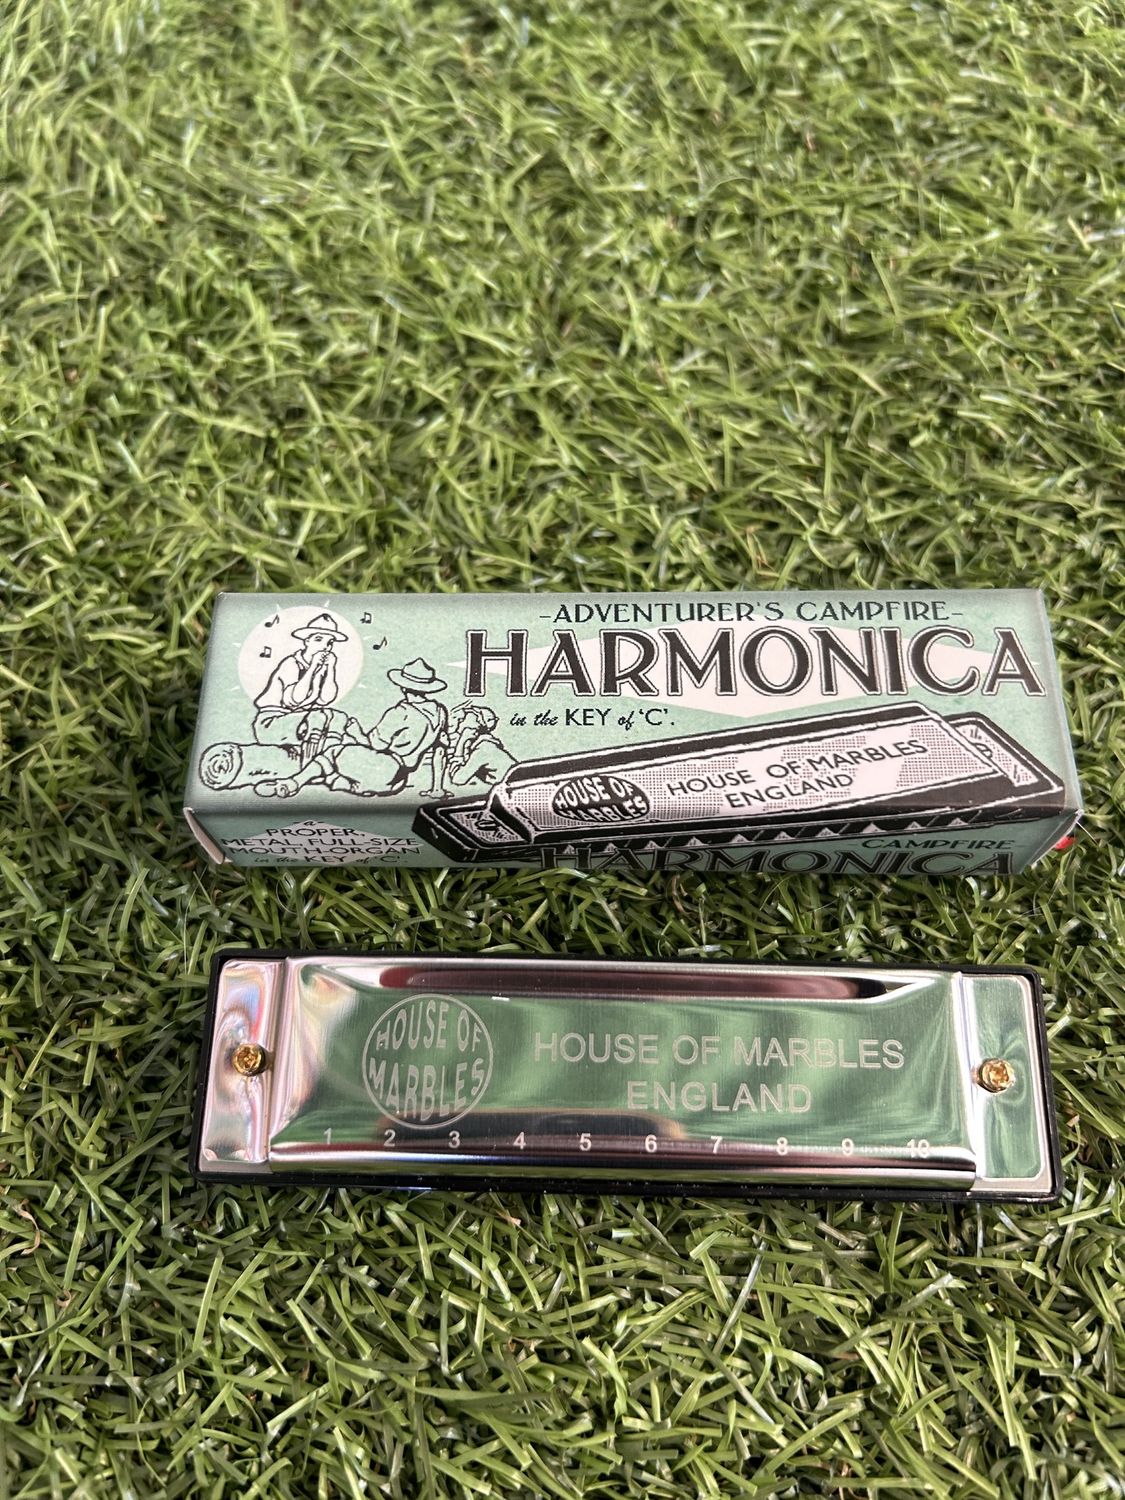 -ADVENTURER'S CAMPFIRE-
HARMONICA
in the KEY of 'C'.
HOUSE OF
MARBLES
HOUSE OF MARBLES
ENGLAND
a
PROPER,
METAL, FULL-SIZE
MOUTH ORGAN
in the KEY of 'C'
CAMPFIRE
HARMONICA
HOUSE OF
MARBLES
HOUSE OF MARBLES
ENGLAND
1 2 3 4 5 6 7 8 9 10